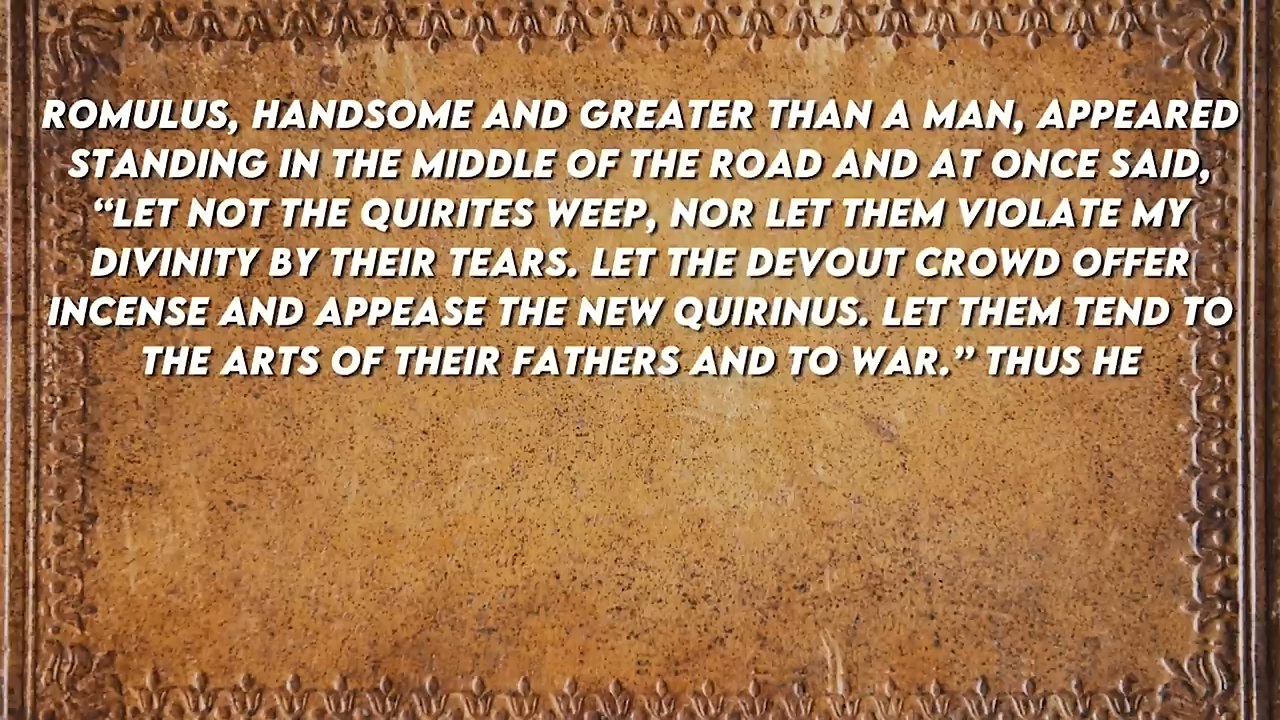 ROMULUS, HANDSOME AND GREATER THAN A MAN, APPEARED
STANDING IN THE MIDDLE OF THE ROAD AND AT ONCE SAID,
“LET NOT THE QUIRITES WEEP, NOR LET THEM VIOLATE MY
DIVINITY BY THEIR TEARS. LET THE DEVOUT CROWD OFFER
INCENSE AND APPEASE THE NEW QUIRINUS. LET THEM TEND TO
THE ARTS OF THEIR FATHERS AND TO WAR.” THUS HE